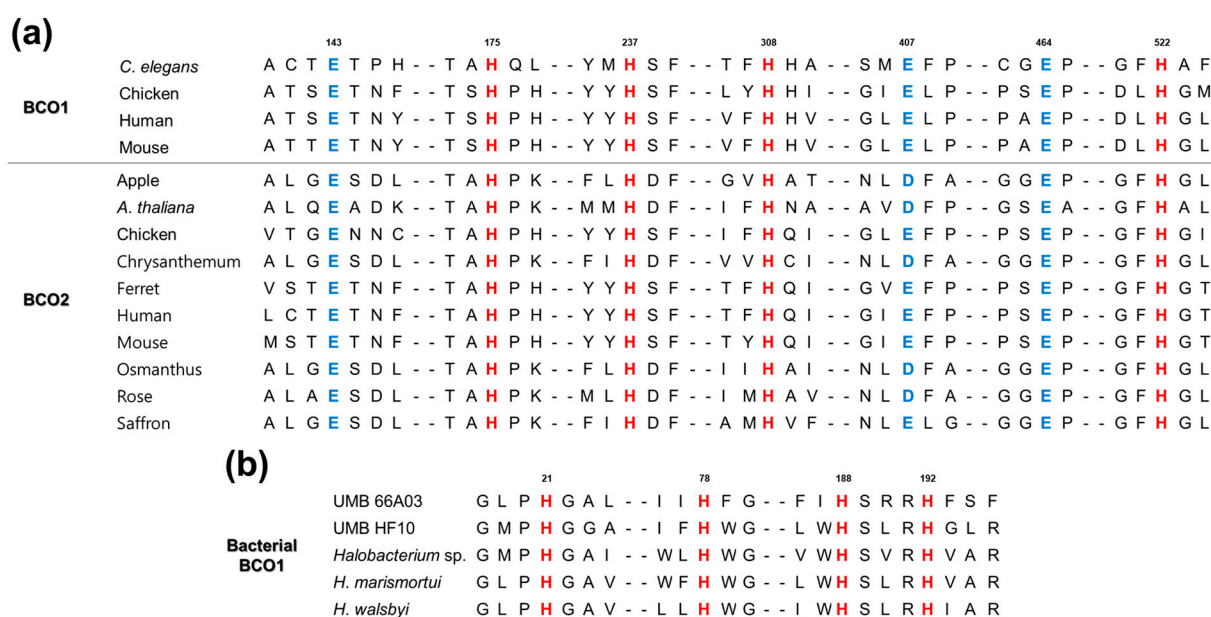 (a)
143 175 237 308 407 464 522
BCO1
C. elegans A C T E T P H - - T A H Q L - - Y M H S F - - T F H H A - - S M E F P - - C G E P - - G F H A F
Chicken A T S E T N F - - T S H P H - - Y Y H S F - - L Y H H I - - G I E L P - - P S E P - - D L H G M
Human A T S E T N Y - - T S H P H - - Y Y H S F - - V F H H V - - G L E L P - - P A E P - - D L H G L
Mouse A T T E T N Y - - T S H P H - - Y Y H S F - - V F H H V - - G L E L P - - P A E P - - D L H G L
BCO2
Apple A L G E S D L - - T A H P K - - F L H D F - - G V H A T - - N L D F A - - G G E P - - G F H G L
A. thaliana A L Q E A D K - - T A H P K - - M M H D F - - I F H N A - - A V D F P - - G S E A - - G F H A L
Chicken V T G E N N C - - T A H P H - - Y Y H S F - - I F H Q I - - G L E F P - - P S E P - - G F H G I
Chrysanthemum A L G E S D L - - T A H P K - - F I H D F - - V V H C I - - N L D F A - - G G E P - - G F H G L
Ferret V S T E T N F - - T A H P H - - Y Y H S F - - T F H Q I - - G V E F P - - P S E P - - G F H G T
Human L C T E T N F - - T A H P H - - Y Y H S F - - T F H Q I - - G I E F P - - P S E P - - G F H G T
Mouse M S T E T N F - - T A H P H - - Y Y H S F - - T Y H Q I - - G I E F P - - P S E P - - G F H G T
Osmanthus A L G E S D L - - T A H P K - - F L H D F - - I I H A I - - N L D F A - - G G E P - - G F H G L
Rose A L A E S D L - - T A H P K - - M L H D F - - I M H A V - - N L D F A - - G G E P - - G F H G L
Saffron A L G E S D L - - T A H P K - - F I H D F - - A M H V F - - N L E L G - - G G E P - - G F H G L
(b)
21 78 188 192
Bacterial
BCO1
UMB 66A03 G L P H G A L - - I I H F G - - F I H S R R H F S F
UMB HF10 G M P H G G A - - I F H W G - - L W H S L R H G L R
Halobacterium sp. G M P H G A I - - W L H W G - - V W H S V R H V A R
H. marismortui G L P H G A V - - W F H W G - - L W H S L R H V A R
H. walsbyi G L P H G A V - - L L H W G - - I W H S L R H I A R